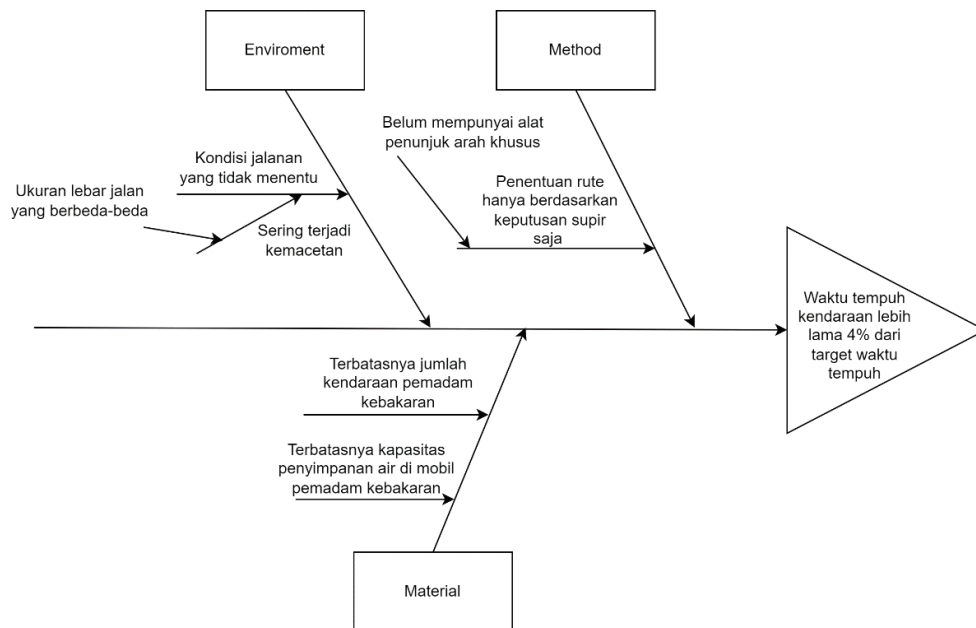 Enviroment
Method
Belum mempunyai alat
penunjuk arah khusus
Kondisi jalanan
yang tidak menentu
Ukuran lebar jalan
yang berbeda-beda
Sering terjadi
kemacetan
Penentuan rute
hanya berdasarkan
keputusan supir
saja
Waktu tempuh
kendaraan lebih
lama 4% dari
target waktu
tempuh
Terbatasnya jumlah
kendaraan pemadam
kebakaran
Terbatasnya kapasitas
penyimpanan air di mobil
pemadam kebakaran
Material